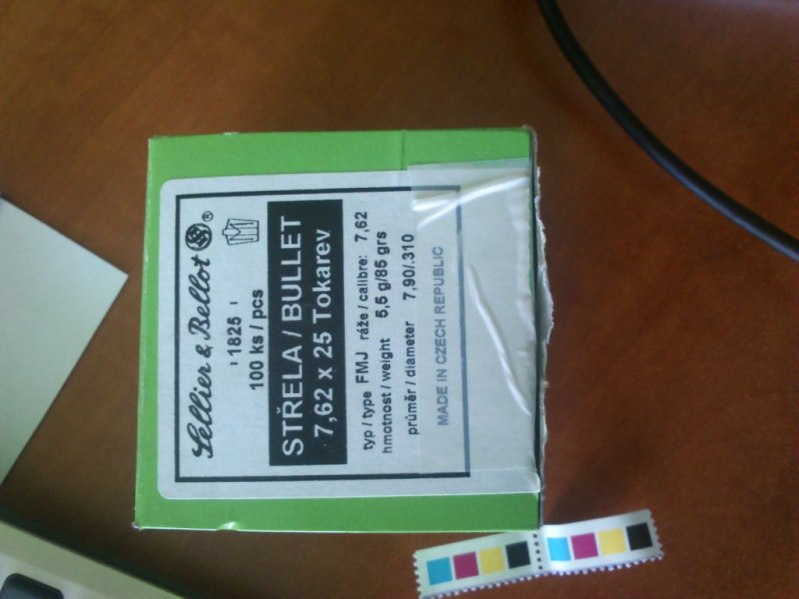 Sellier & Bellot ®
1825
100 ks / pcs
STŘELA / BULLET
7,62 x 25 Tokarev
typ / type FMJ ráže / calibre: 7,62
hmotnost / weight 5,5 g/85 grs
průměr / diameter 7,90/.310
MADE IN CZECH REPUBLIC